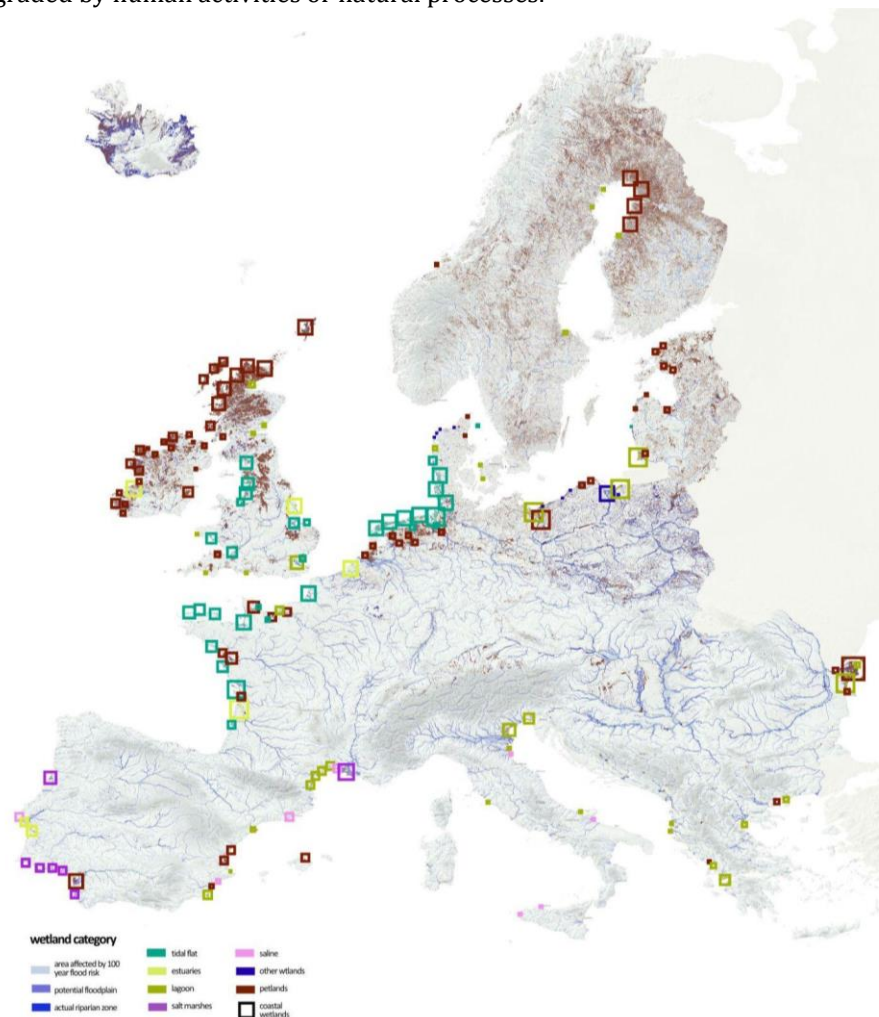 graded by human activities or natural processes.
wetland category
area affected by 100
year flood risk
potential floodplain
actual riparian zone
tidal flat
estuaries
lagoon
salt marshes
saline
other wtlands
petlands
coastal
wetlands